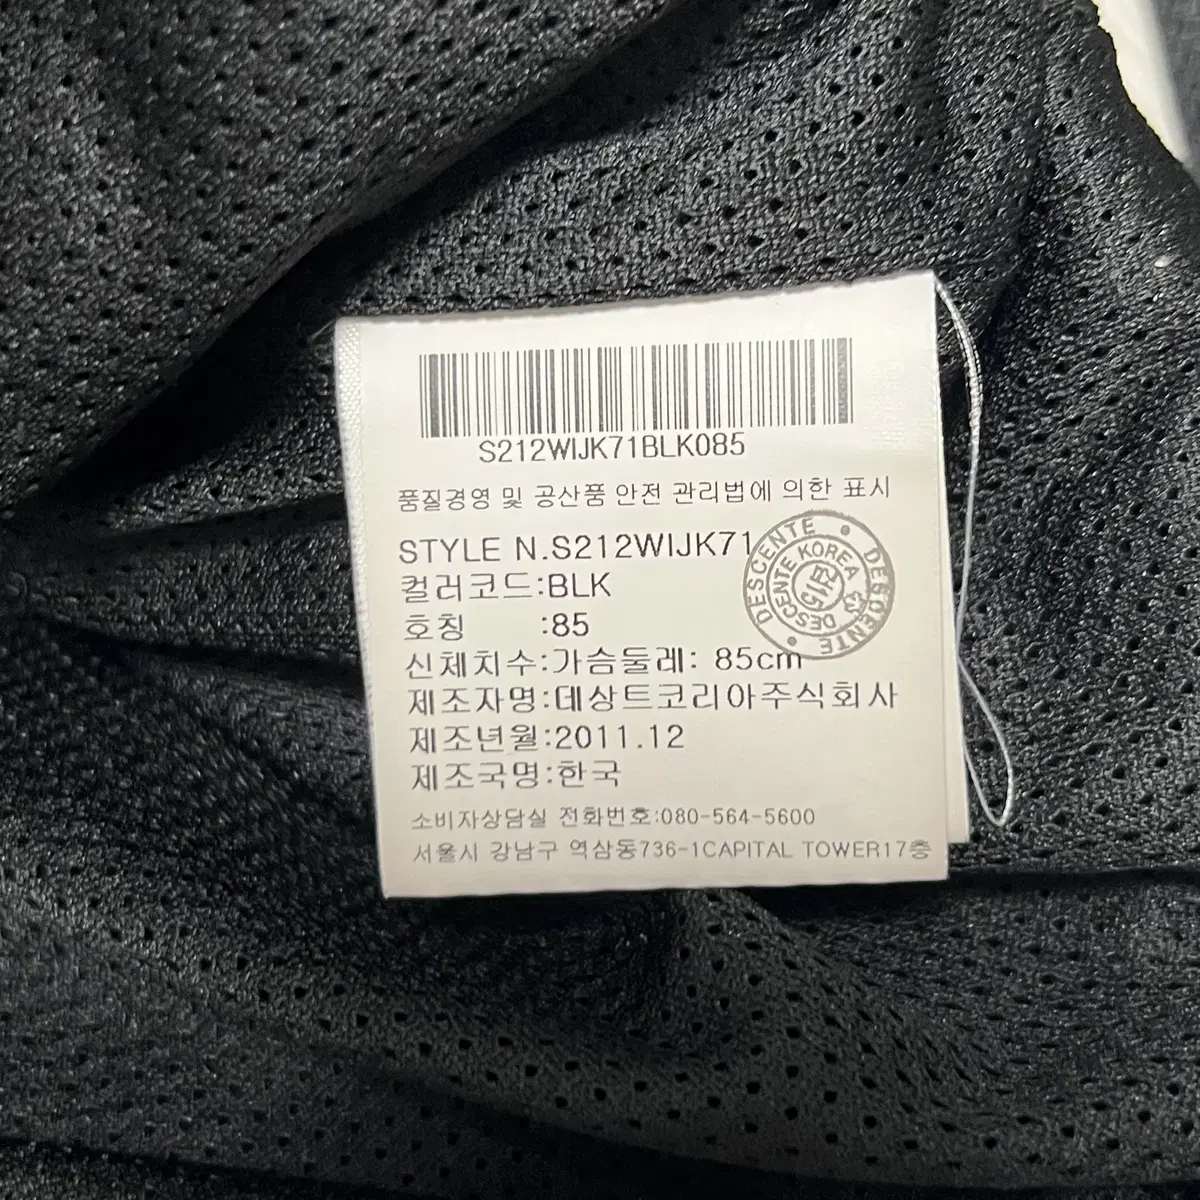 S212WIJK71BLK085
품질경영 및 공산품 안전 관리법에 의한 표시
STYLE N.S212WIJK71
컬러코드:BLK
호칭 :85
신체치수:가슴둘레: 85cm
제조자명:데상트코리아주식회사
제조년월:2011.12
제조국명:한국
소비자상담실 전화번호:080-564-5600
서울시 강남구 역삼동736-1CAPITAL TOWER17층
DESCENTE DESCENTE
DESCENTE KOREA